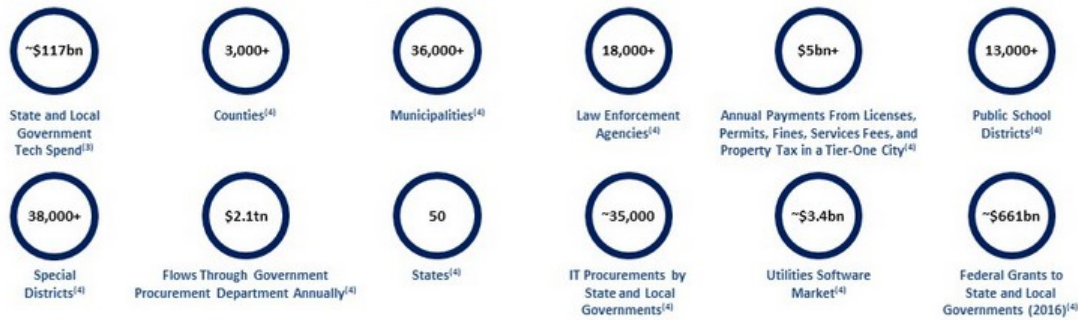 ~$117bn
State and Local
Government
Tech Spend(3)
3,000+
Counties(4)
36,000+
Municipalities(4)
18,000+
Law Enforcement
Agencies(4)
$5bn+
Annual Payments From Licenses,
Permits, Fines, Services Fees, and
Property Tax in a Tier-One City(4)
13,000+
Public School
Districts(4)
38,000+
Special
Districts(4)
$2.1tn
Flows Through Government
Procurement Department Annually(4)
50
States(4)
~35,000
IT Procurements by
State and Local
Governments(4)
~$3.4bn
Utilities Software
Market(4)
~$661bn
Federal Grants to
State and Local
Governments (2016)(4)